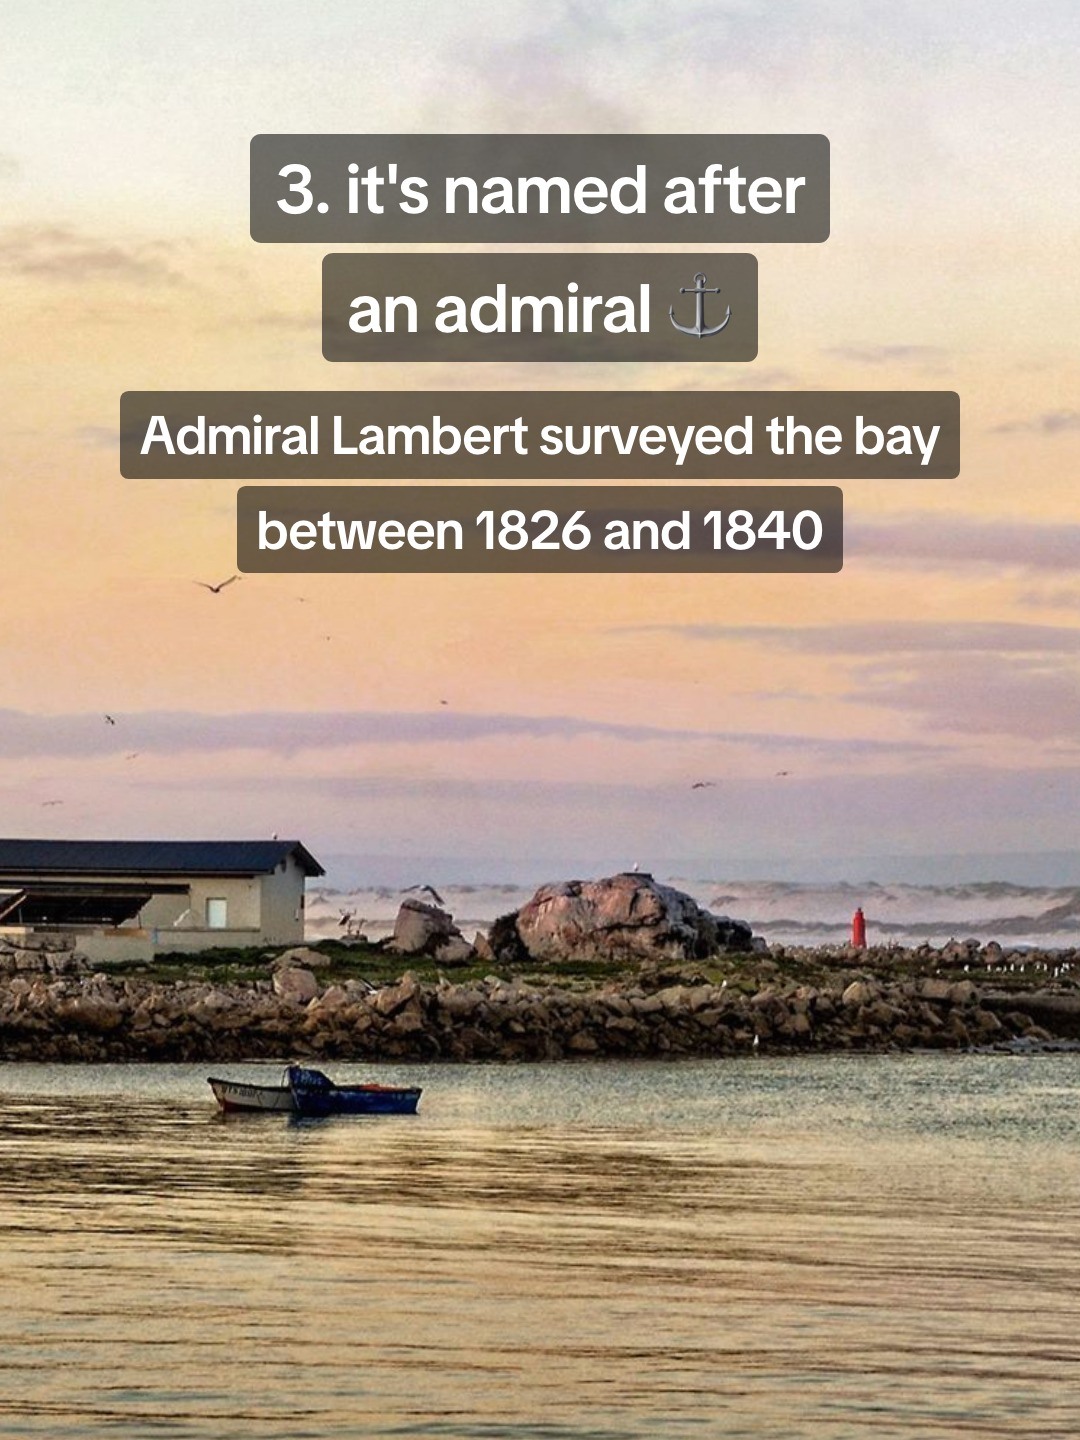 3. it's named after
an admiral ⚓
Admiral Lambert surveyed the bay
between 1826 and 1840